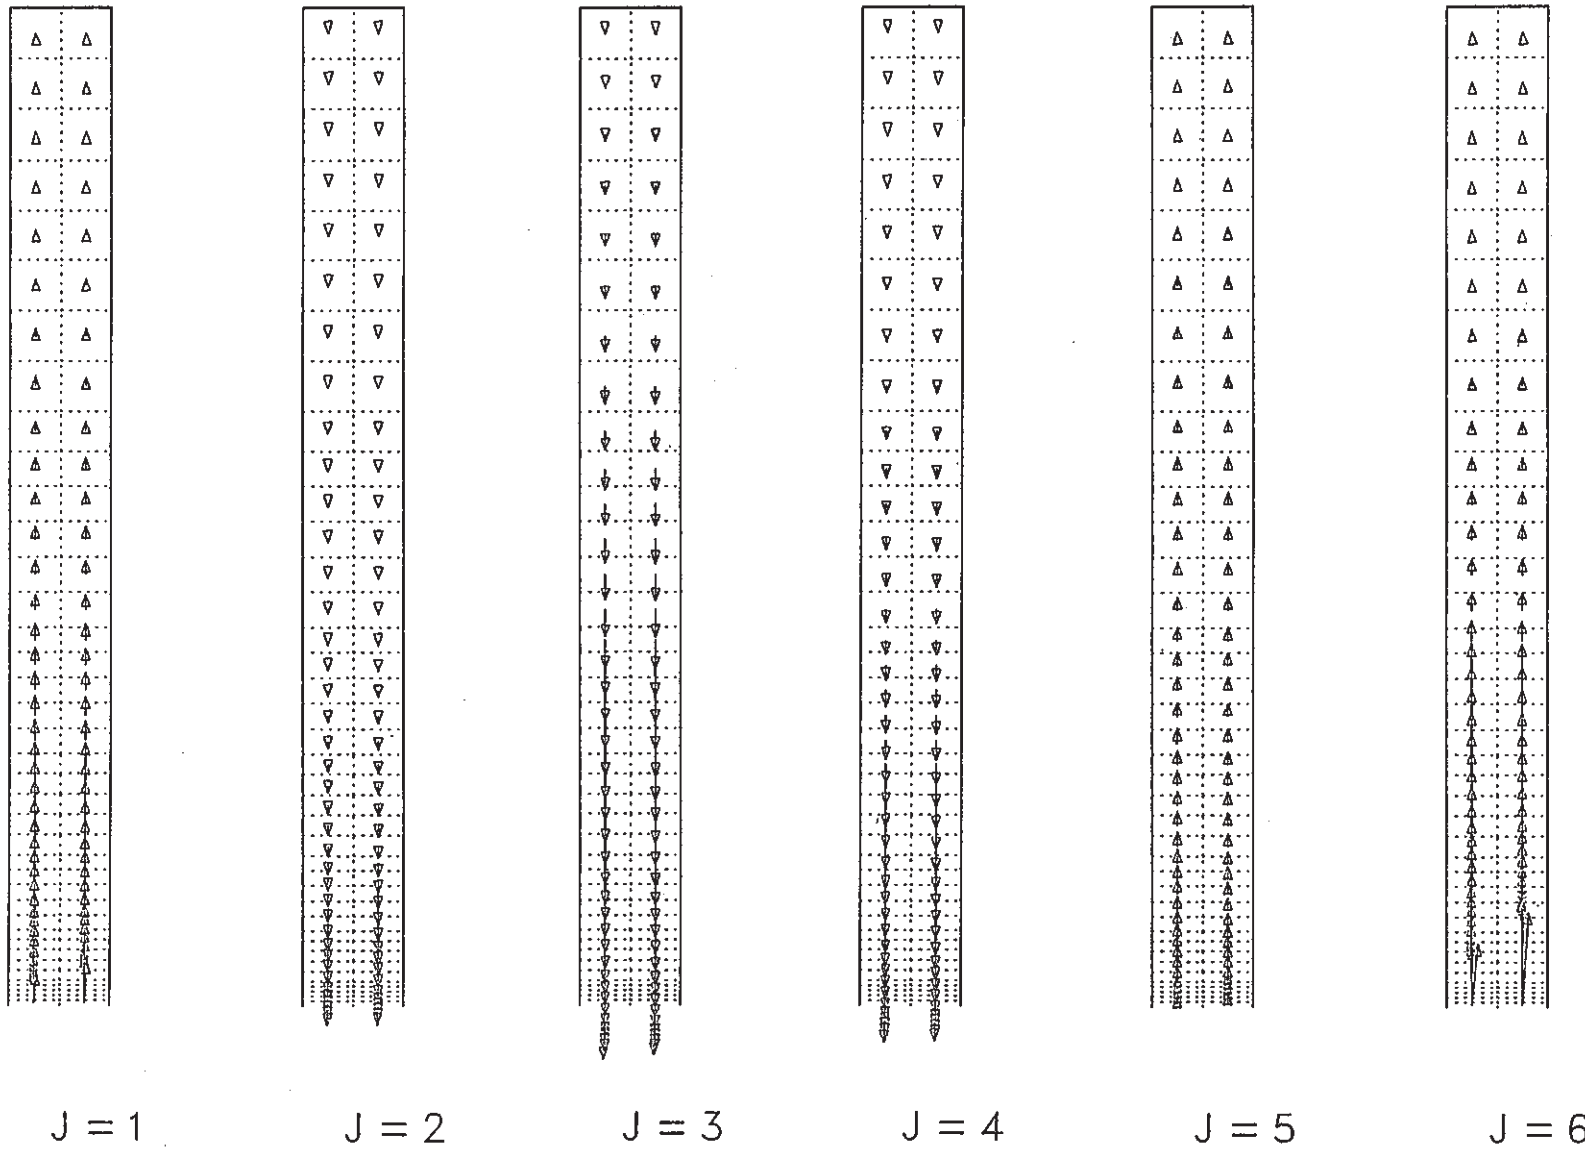 J = 1 J = 2 J = 3 J = 4 J = 5 J = 6